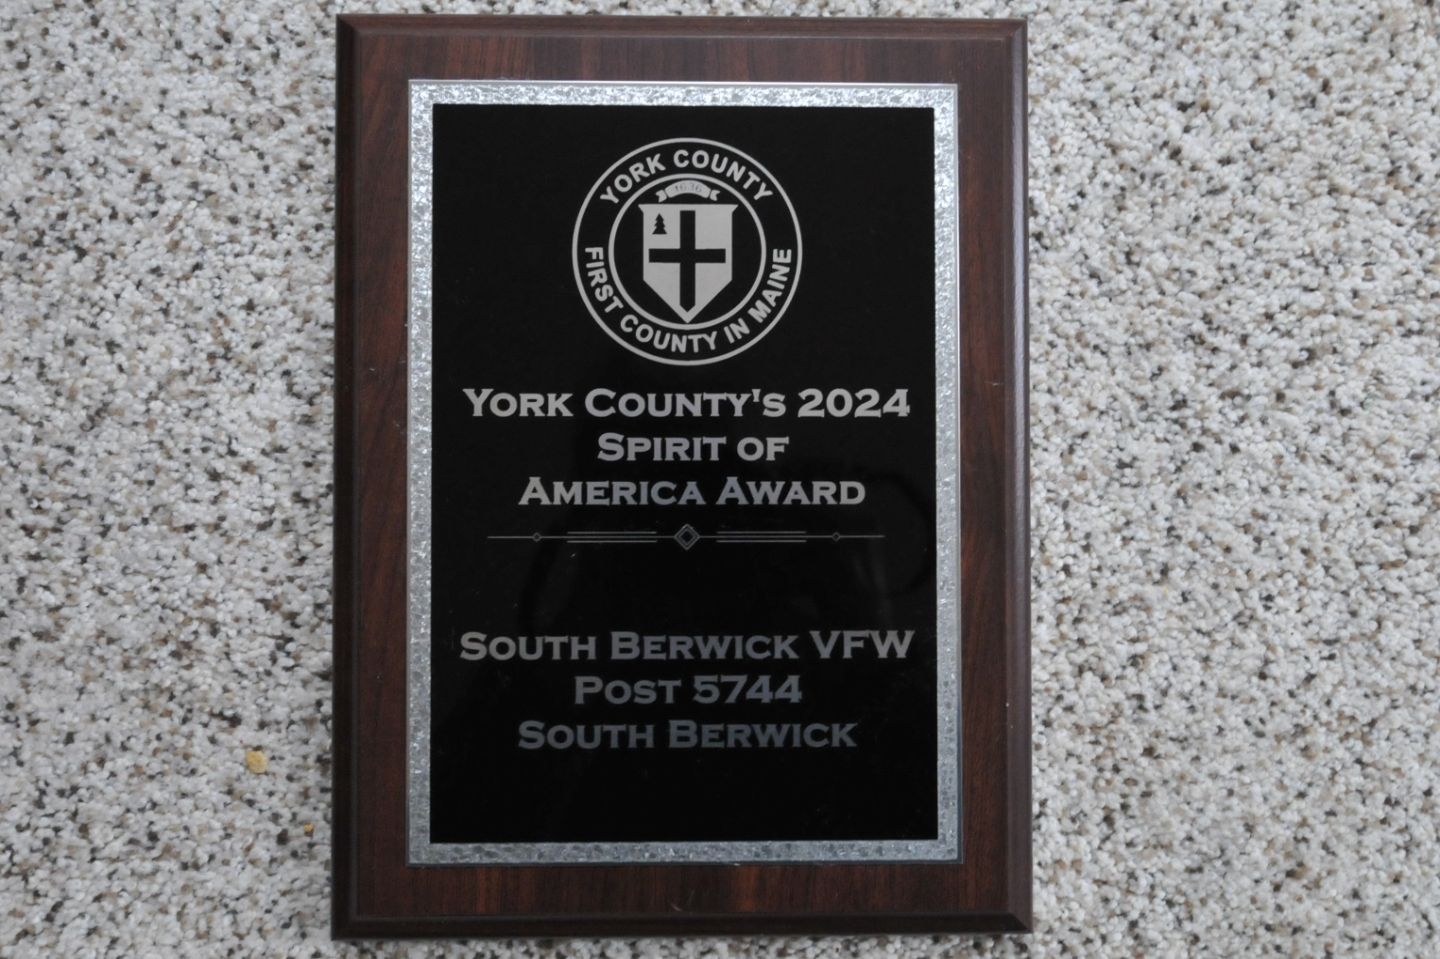 YORK COUNTY
1636
FIRST COUNTY IN MAINE
YORK COUNTY'S 2024
SPIRIT OF
AMERICA AWARD
SOUTH BERWICK VFW
POST 5744
SOUTH BERWICK